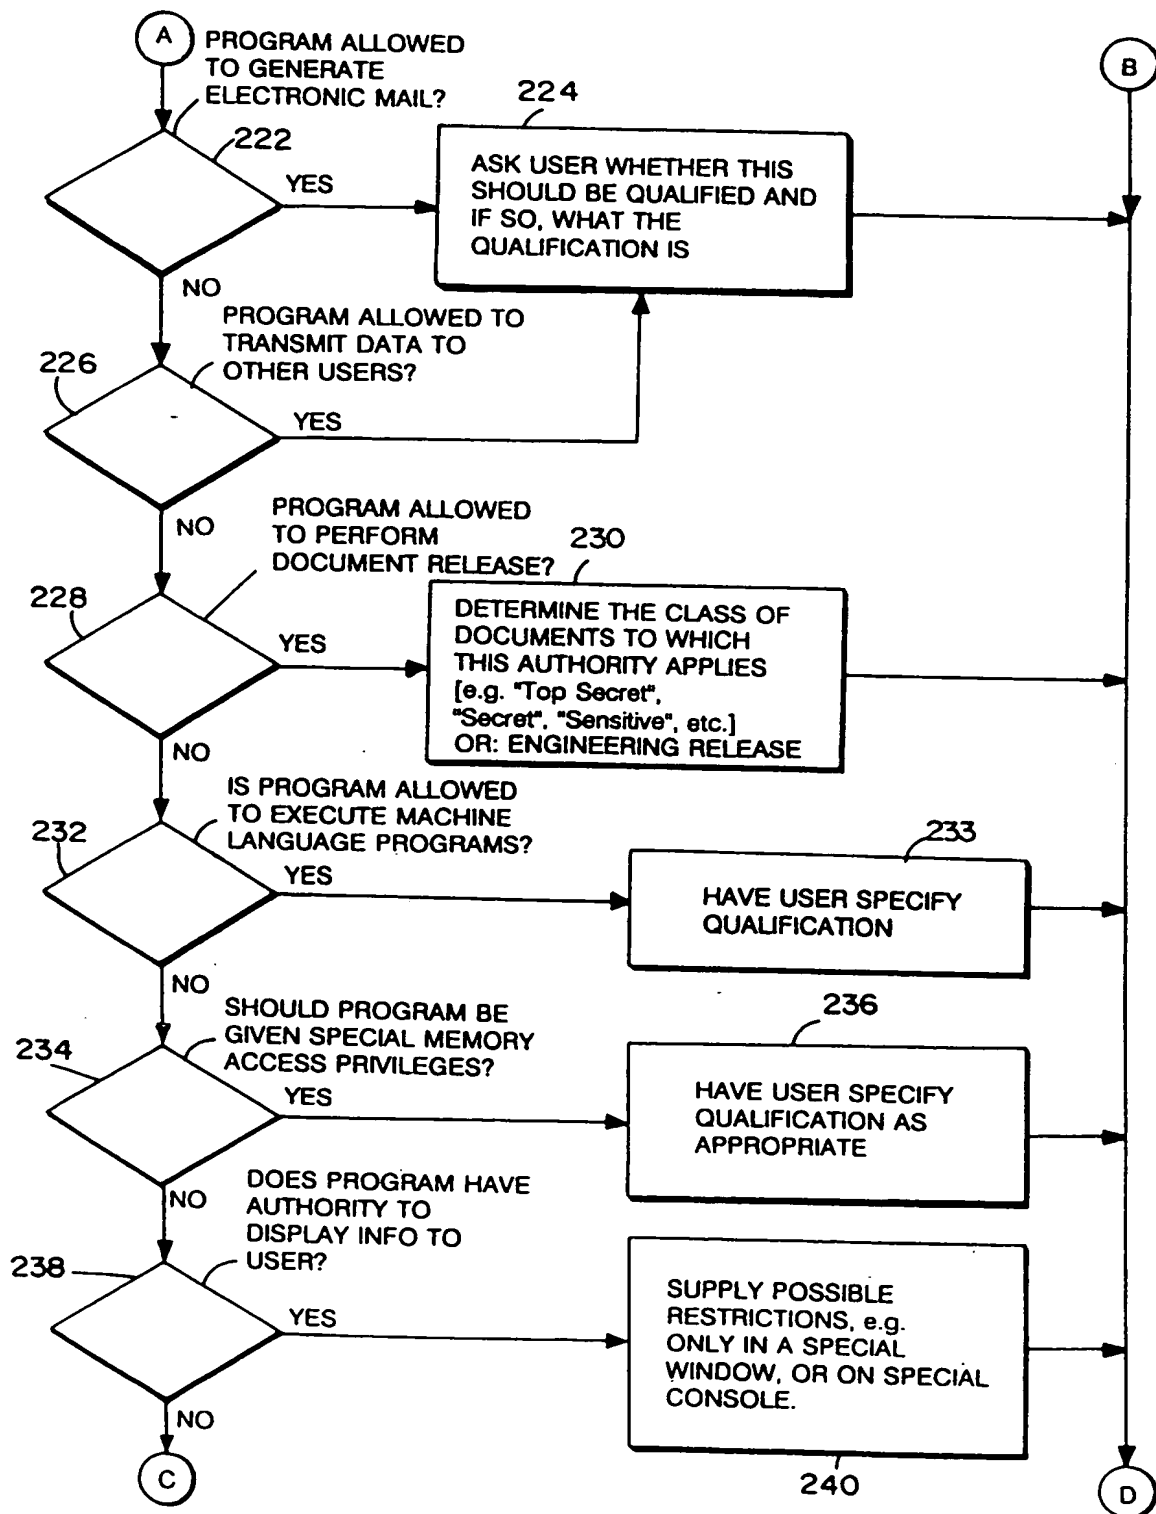 A
PROGRAM ALLOWED
TO GENERATE
ELECTRONIC MAIL?
B
222
224
YES
ASK USER WHETHER THIS
SHOULD BE QUALIFIED AND
IF SO, WHAT THE
QUALIFICATION IS
NO
PROGRAM ALLOWED TO
TRANSMIT DATA TO
OTHER USERS?
226
YES
NO
PROGRAM ALLOWED
TO PERFORM
DOCUMENT RELEASE?
228
230
YES
DETERMINE THE CLASS OF
DOCUMENTS TO WHICH
THIS AUTHORITY APPLIES
[e.g. "Top Secret",
"Secret", "Sensitive", etc.]
OR: ENGINEERING RELEASE
NO
IS PROGRAM ALLOWED
TO EXECUTE MACHINE
LANGUAGE PROGRAMS?
232
233
YES
HAVE USER SPECIFY
QUALIFICATION
NO
SHOULD PROGRAM BE
GIVEN SPECIAL MEMORY
ACCESS PRIVILEGES?
234
236
YES
HAVE USER SPECIFY
QUALIFICATION AS
APPROPRIATE
NO
DOES PROGRAM HAVE
AUTHORITY TO
DISPLAY INFO TO
USER?
238
YES
SUPPLY POSSIBLE
RESTRICTIONS, e.g.
ONLY IN A SPECIAL
WINDOW, OR ON SPECIAL
CONSOLE.
NO
240
C
D